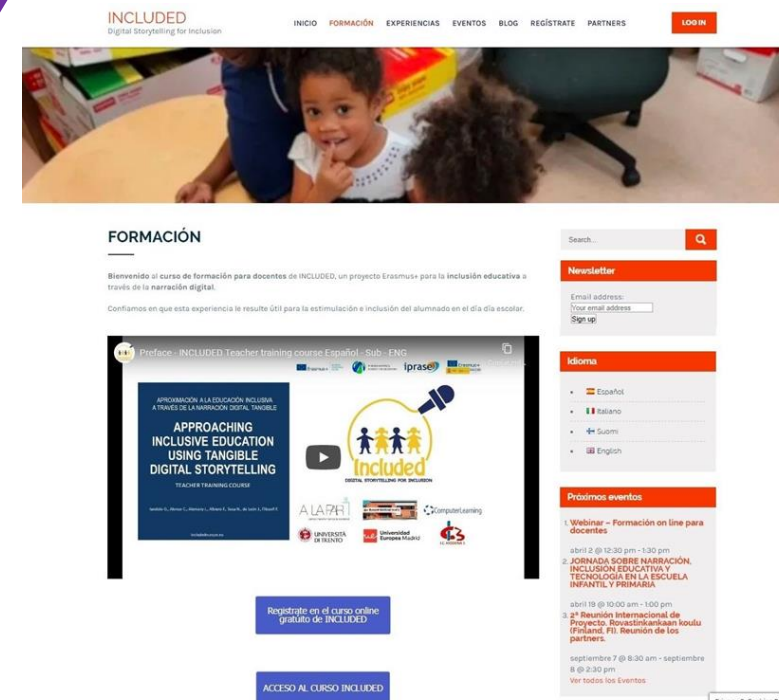 INCLUDED
Digital Storytelling for Inclusion
INICIO FORMACIÓN EXPERIENCIAS EVENTOS BLOG REGÍSTRATE PARTNERS
LOG IN
FORMACIÓN
Bienvenido al curso de formación para docentes de INCLUDED, un proyecto Erasmus+ para la inclusión educativa a
través de la narración digital.
Confiamos en que esta experiencia le resulte útil para la estimulación e inclusión del alumnado en el día día escolar.
Preface - INCLUDED Teacher training course Español - Sub - ENG
Erasmus+
iprase
Erasmus+
APROXIMACIÓN A LA EDUCACIÓN INCLUSIVA
A TRAVÉS DE LA NARRACIÓN DIGITAL TANGIBLE
APPROACHING
INCLUSIVE EDUCATION
USING TANGIBLE
DIGITAL STORYTELLING
TEACHER TRAINING COURSE
Included
DIGITAL STORYTELLING FOR INCLUSION
A LA PAR
ComputerLearning
UNIVERSITÀ
DI TRENTO
Universidad
Europea Madrid
Regístrate en el curso online
gratuito de INCLUDED
ACCESO AL CURSO INCLUDED
Search...
Newsletter
Email address:
Your email address
Sign up
Idioma
Español
Italiano
Suomi
English
Próximos eventos
1. Webinar – Formación on line para
docentes
abril 2 @ 12:30 pm - 1:30 pm
2. JORNADA SOBRE NARRACIÓN,
INCLUSIÓN EDUCATIVA Y
TECNOLOGÍA EN LA ESCUELA
INFANTIL Y PRIMARIA
abril 19 @ 10:00 am - 1:00 pm
3. 2ª Reunión Internacional de
Proyecto. Rovastinkankaan koulu
(Finland, FI). Reunión de los
partners.
septiembre 7 @ 8:30 am - septiembre
8 @ 2:30 pm
Ver todos los Eventos